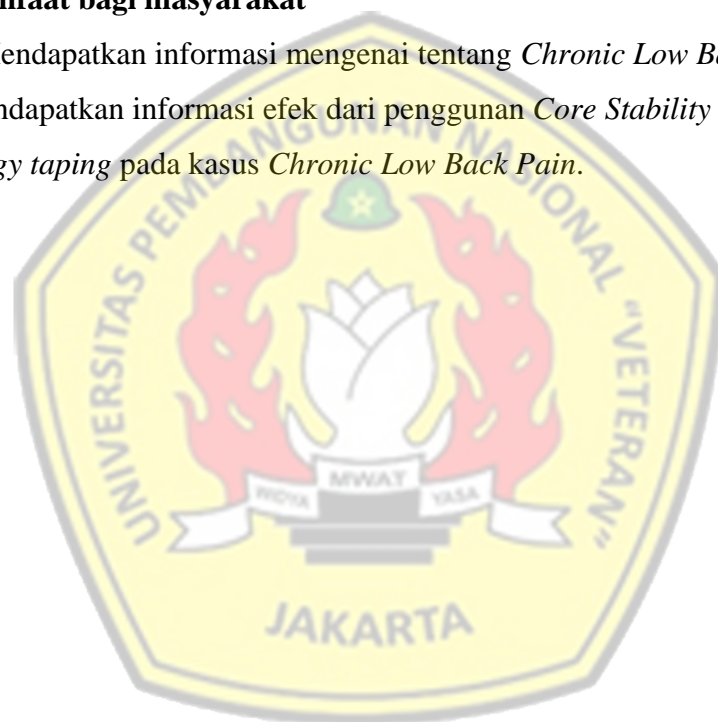 nfaat bagi masyarakat
endapatkan informasi mengenai tentang Chronic Low Ba
ndapatkan informasi efek dari penggunan Core Stability
gy taping pada kasus Chronic Low Back Pain.
UNIVERSITAS PEMBANGUNAN NASIONAL "VETERAN"
WIDYA MWAT YASA
JAKARTA